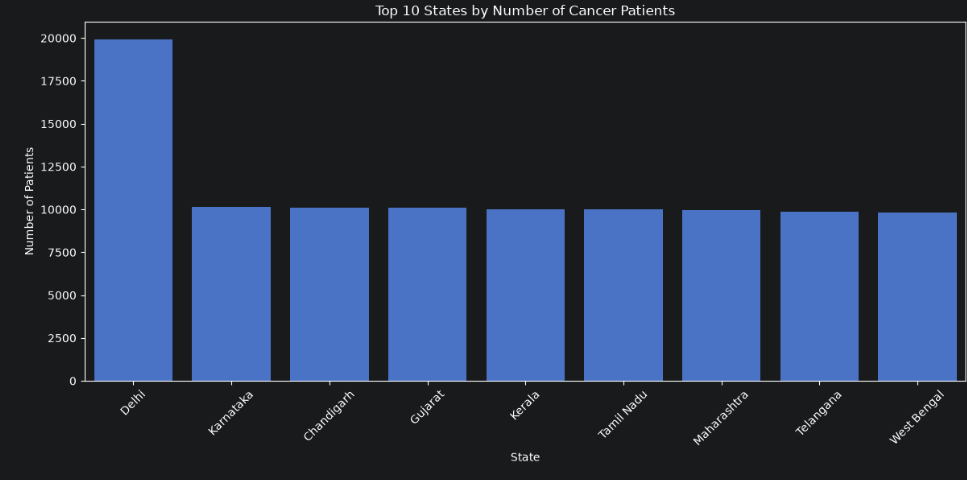 Top 10 States by Number of Cancer Patients
Number of Patients
20000
17500
15000
12500
10000
7500
5000
2500
0
Delhi
Karnataka
Chandigarh
Gujarat
Kerala
Tamil Nadu
Maharashtra
Telangana
West Bengal
State